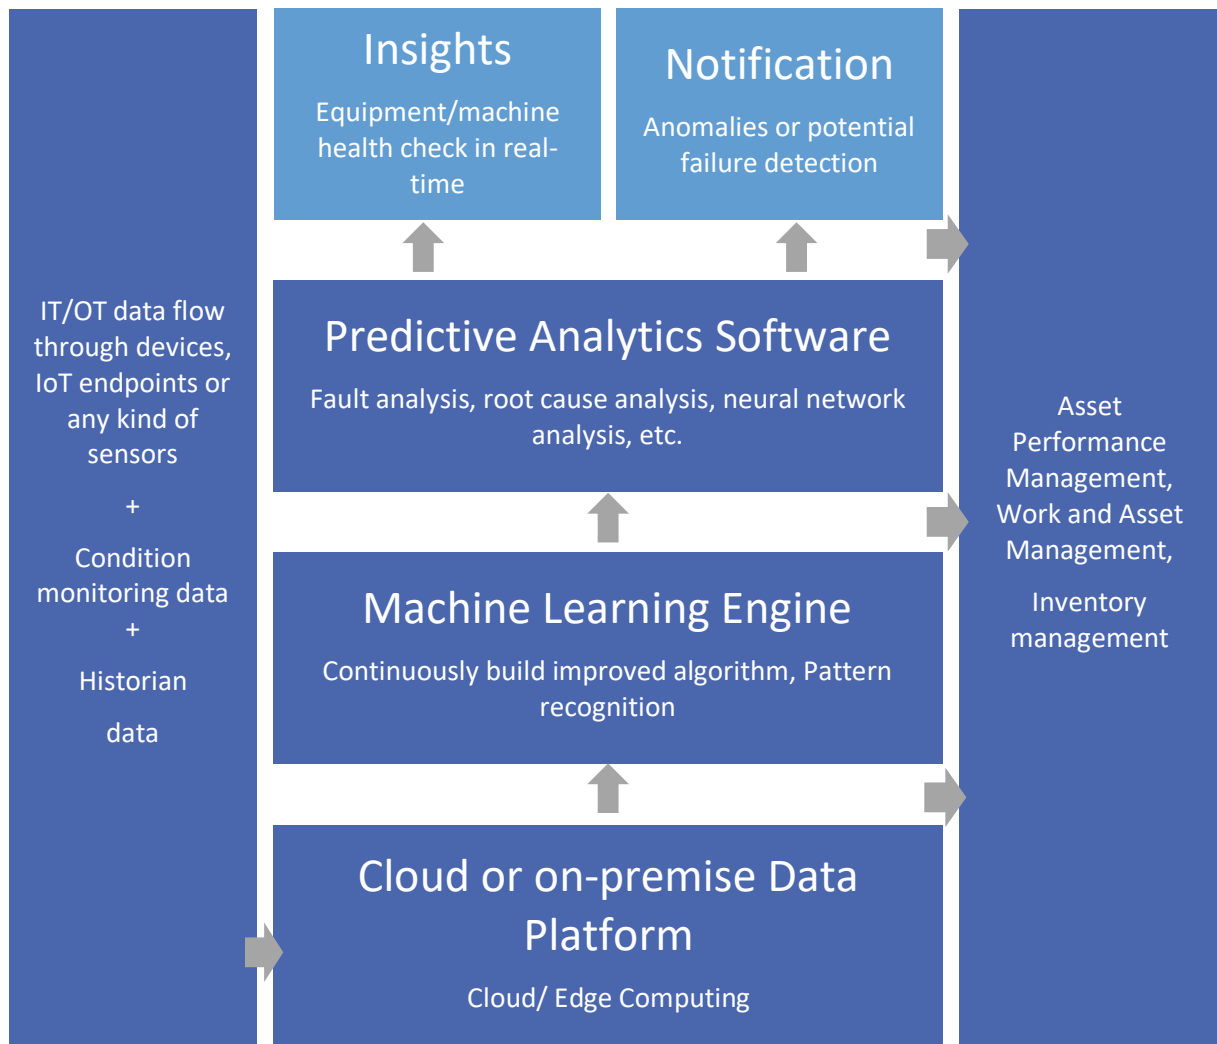 IT/OT data flow
through devices,
IoT endpoints or
any kind of
sensors
+
Condition
monitoring data
+
Historian
data
Insights
Equipment/machine
health check in real-
time
Notification
Anomalies or potential
failure detection
Predictive Analytics Software
Fault analysis, root cause analysis, neural network
analysis, etc.
Machine Learning Engine
Continuously build improved algorithm, Pattern
recognition
Cloud or on-premise Data
Platform
Cloud/ Edge Computing
Asset
Performance
Management,
Work and Asset
Management,
Inventory
management